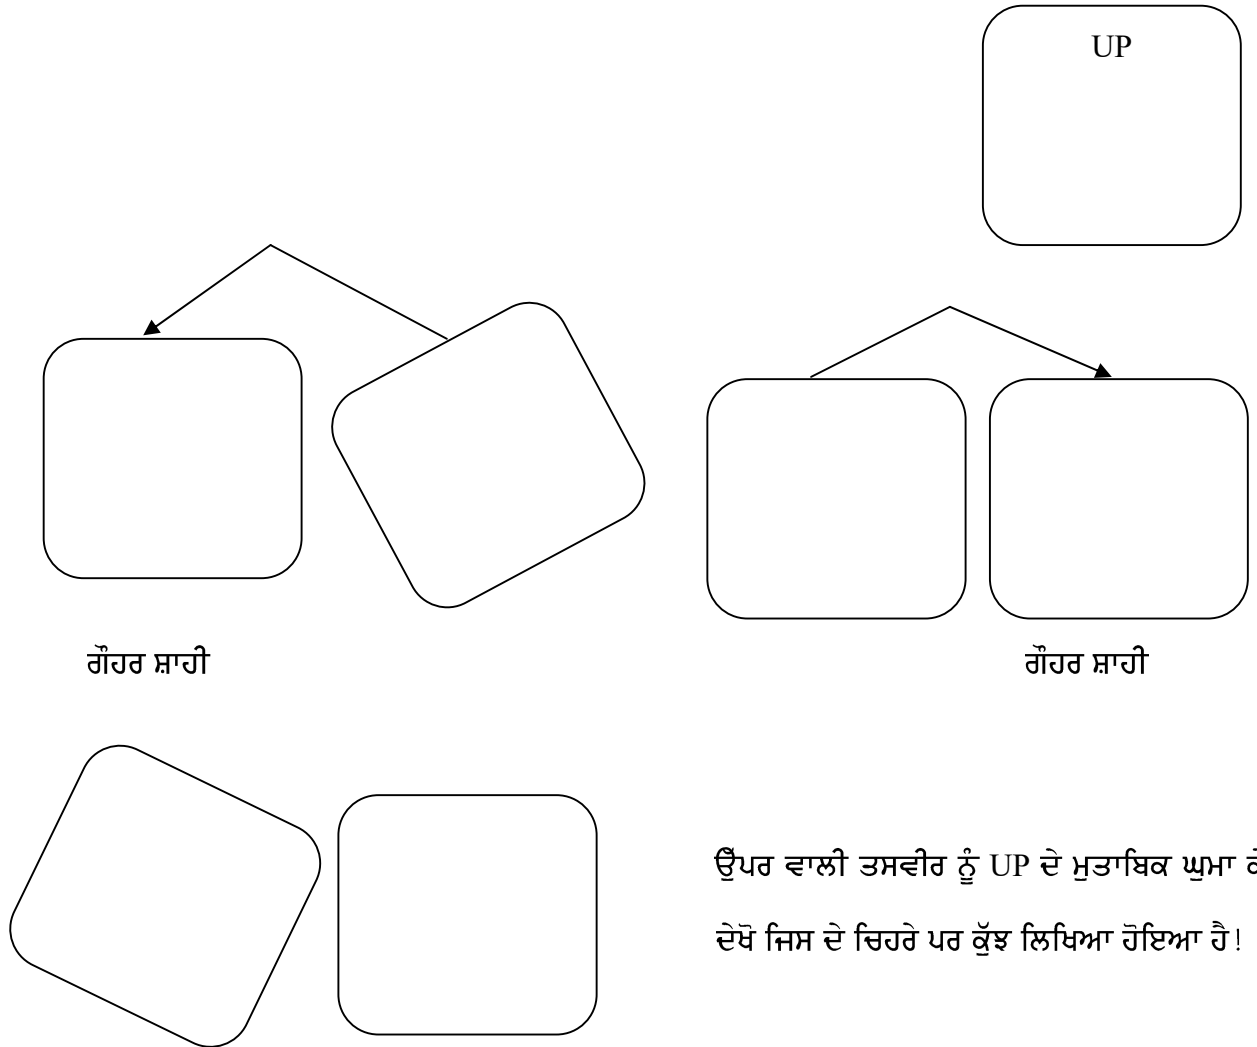 UP
ਗੌਹਰ ਸ਼ਾਹੀ
ਗੌਹਰ ਸ਼ਾਹੀ
ਉੱਪਰ ਵਾਲੀ ਤਸਵੀਰ ਨੂੰ UP ਦੇ ਮੁਤਾਬਿਕ ਘੁਮਾ ਕੇ
ਦੇਖੋ ਜਿਸ ਦੇ ਚਿਹਰੇ ਪਰ ਕੁੱਝ ਲਿਖਿਆ ਹੋਇਆ ਹੈ!